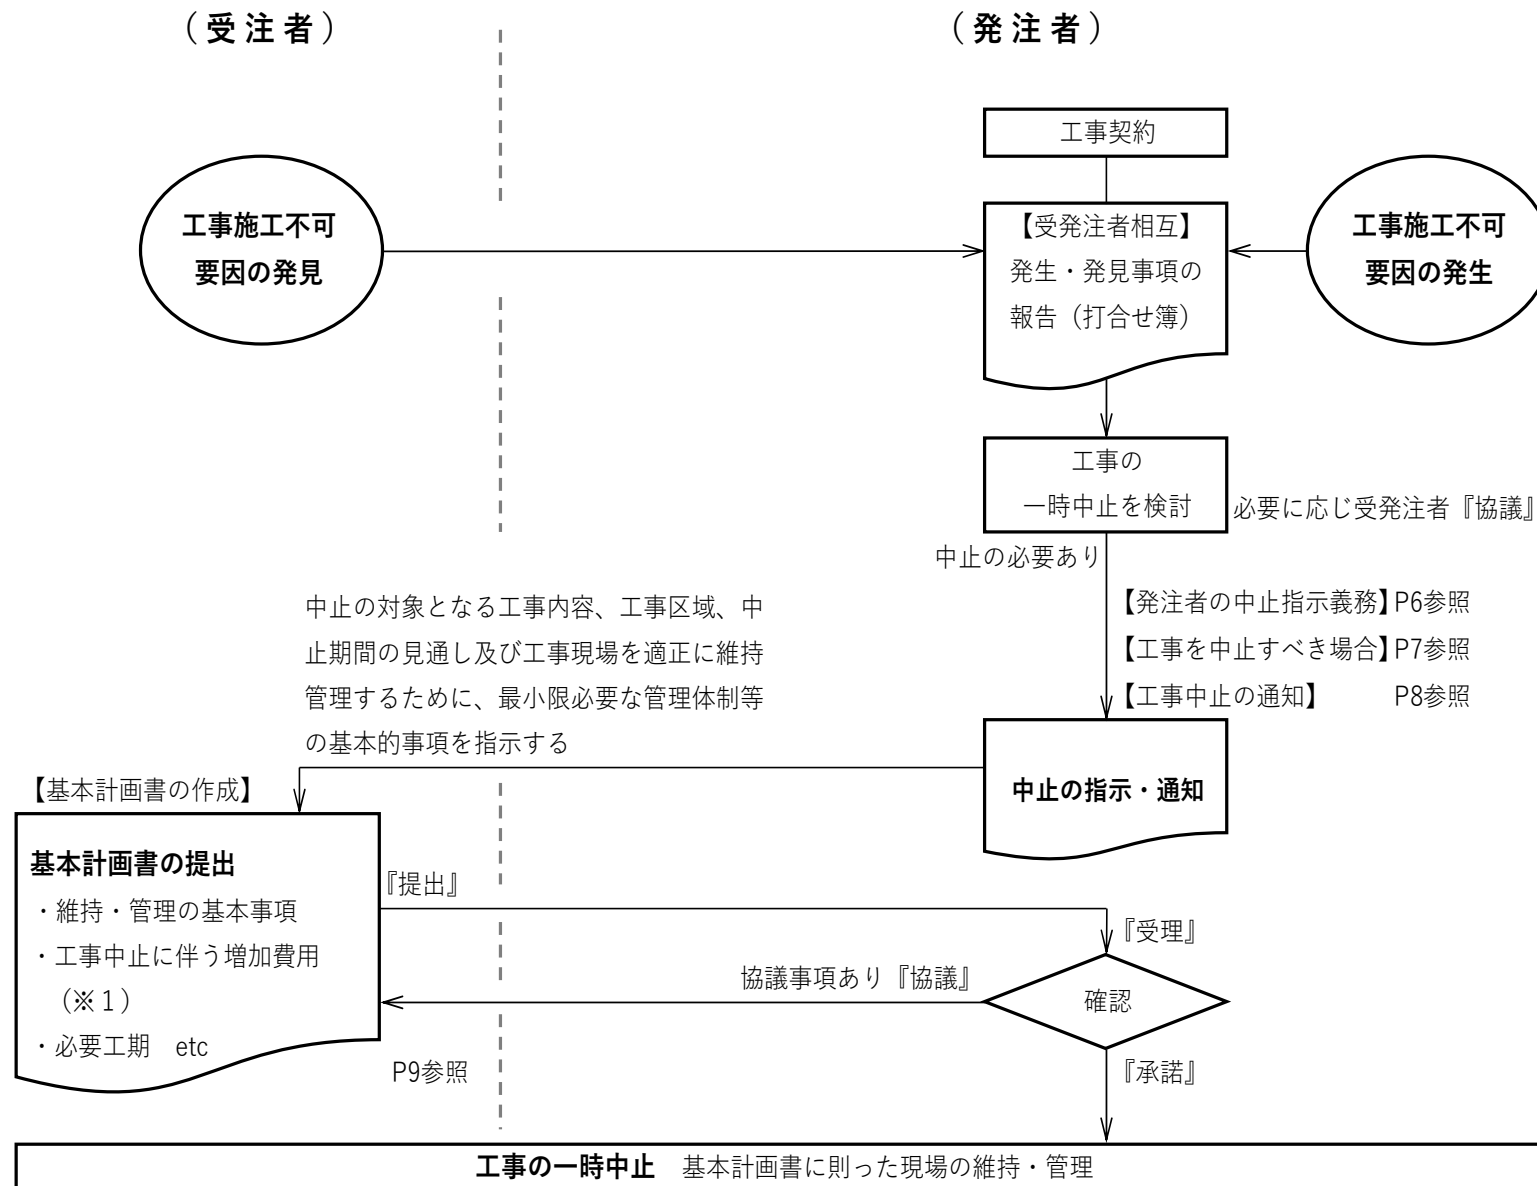 （受注者）
（発注者）
工事契約
工事施工不可
要因の発見
【受発注者相互】
発生・発見事項の
報告（打合せ簿）
工事施工不可
要因の発生
工事の
一時中止を検討
必要に応じ受発注者『協議』
中止の必要あり
【発注者の中止指示義務】P6参照
【工事を中止すべき場合】P7参照
【工事中止の通知】　P8参照
中止の対象となる工事内容、工事区域、中
止期間の見通し及び工事現場を適正に維持
管理するために、最小限必要な管理体制等
の基本的事項を指示する
中止の指示・通知
【基本計画書の作成】
基本計画書の提出
・維持・管理の基本事項
・工事中止に伴う増加費用
（※１）
・必要工期　etc
『提出』
『受理』
協議事項あり『協議』
確認
P9参照
『承諾』
工事の一時中止　基本計画書に則った現場の維持・管理